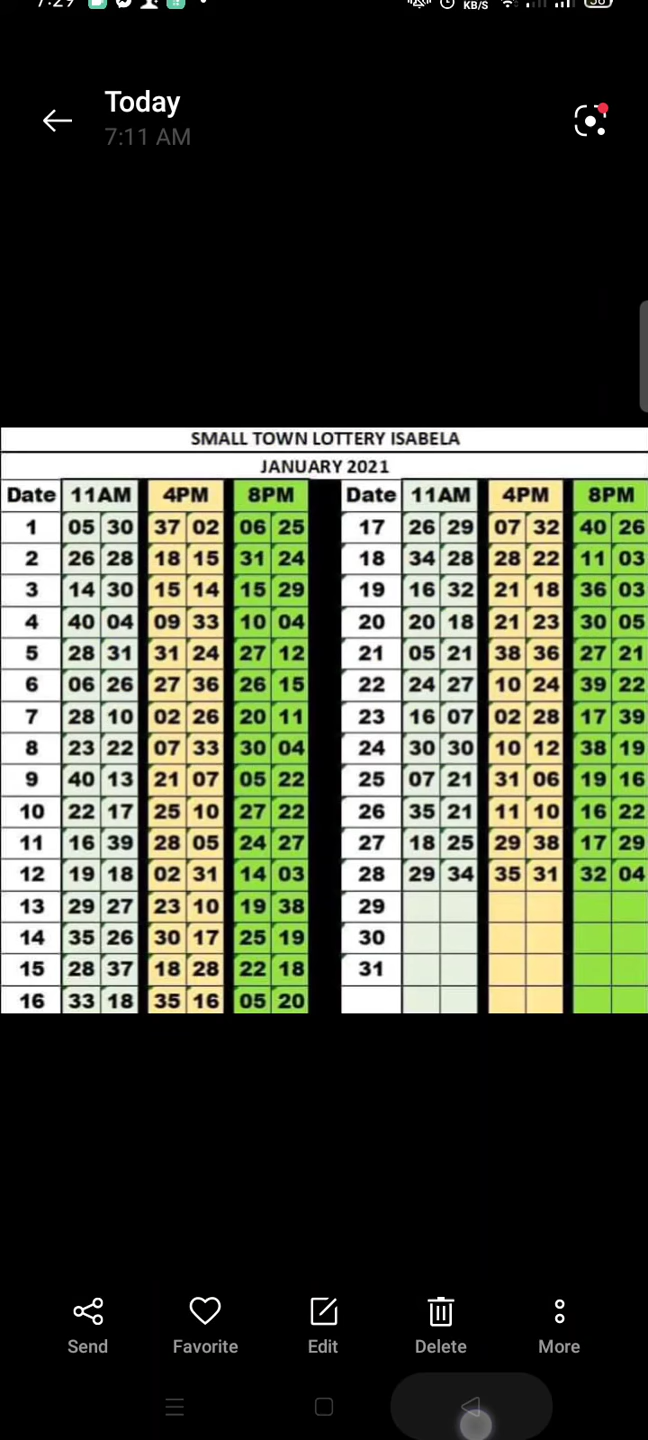 7:29
KB/S
Today
7:11 AM
SMALL TOWN LOTTERY ISABELA
JANUARY 2021
Date 11AM 4PM 8PM Date 11AM 4PM 8PM
1 05 30 37 02 06 25 17 26 29 07 32 40 26
2 26 28 18 15 31 24 18 34 28 28 22 11 03
3 14 30 15 14 15 29 19 16 32 21 18 36 03
4 40 04 09 33 10 04 20 20 18 21 23 30 05
5 28 31 31 24 27 12 21 05 21 38 36 27 21
6 06 26 27 36 26 15 22 24 27 10 24 39 22
7 28 10 02 26 20 11 23 16 07 02 28 17 39
8 23 22 07 33 30 04 24 30 30 10 12 38 19
9 40 13 21 07 05 22 25 07 21 31 06 19 16
10 22 17 25 10 27 22 26 35 21 11 10 16 22
11 16 39 28 05 24 27 27 18 25 29 38 17 29
12 19 18 02 31 14 03 28 29 34 35 31 32 04
13 29 27 23 10 19 38 29
14 35 26 30 17 25 19 30
15 28 37 18 28 22 18 31
16 33 18 35 16 05 20
Send Favorite Edit Delete More